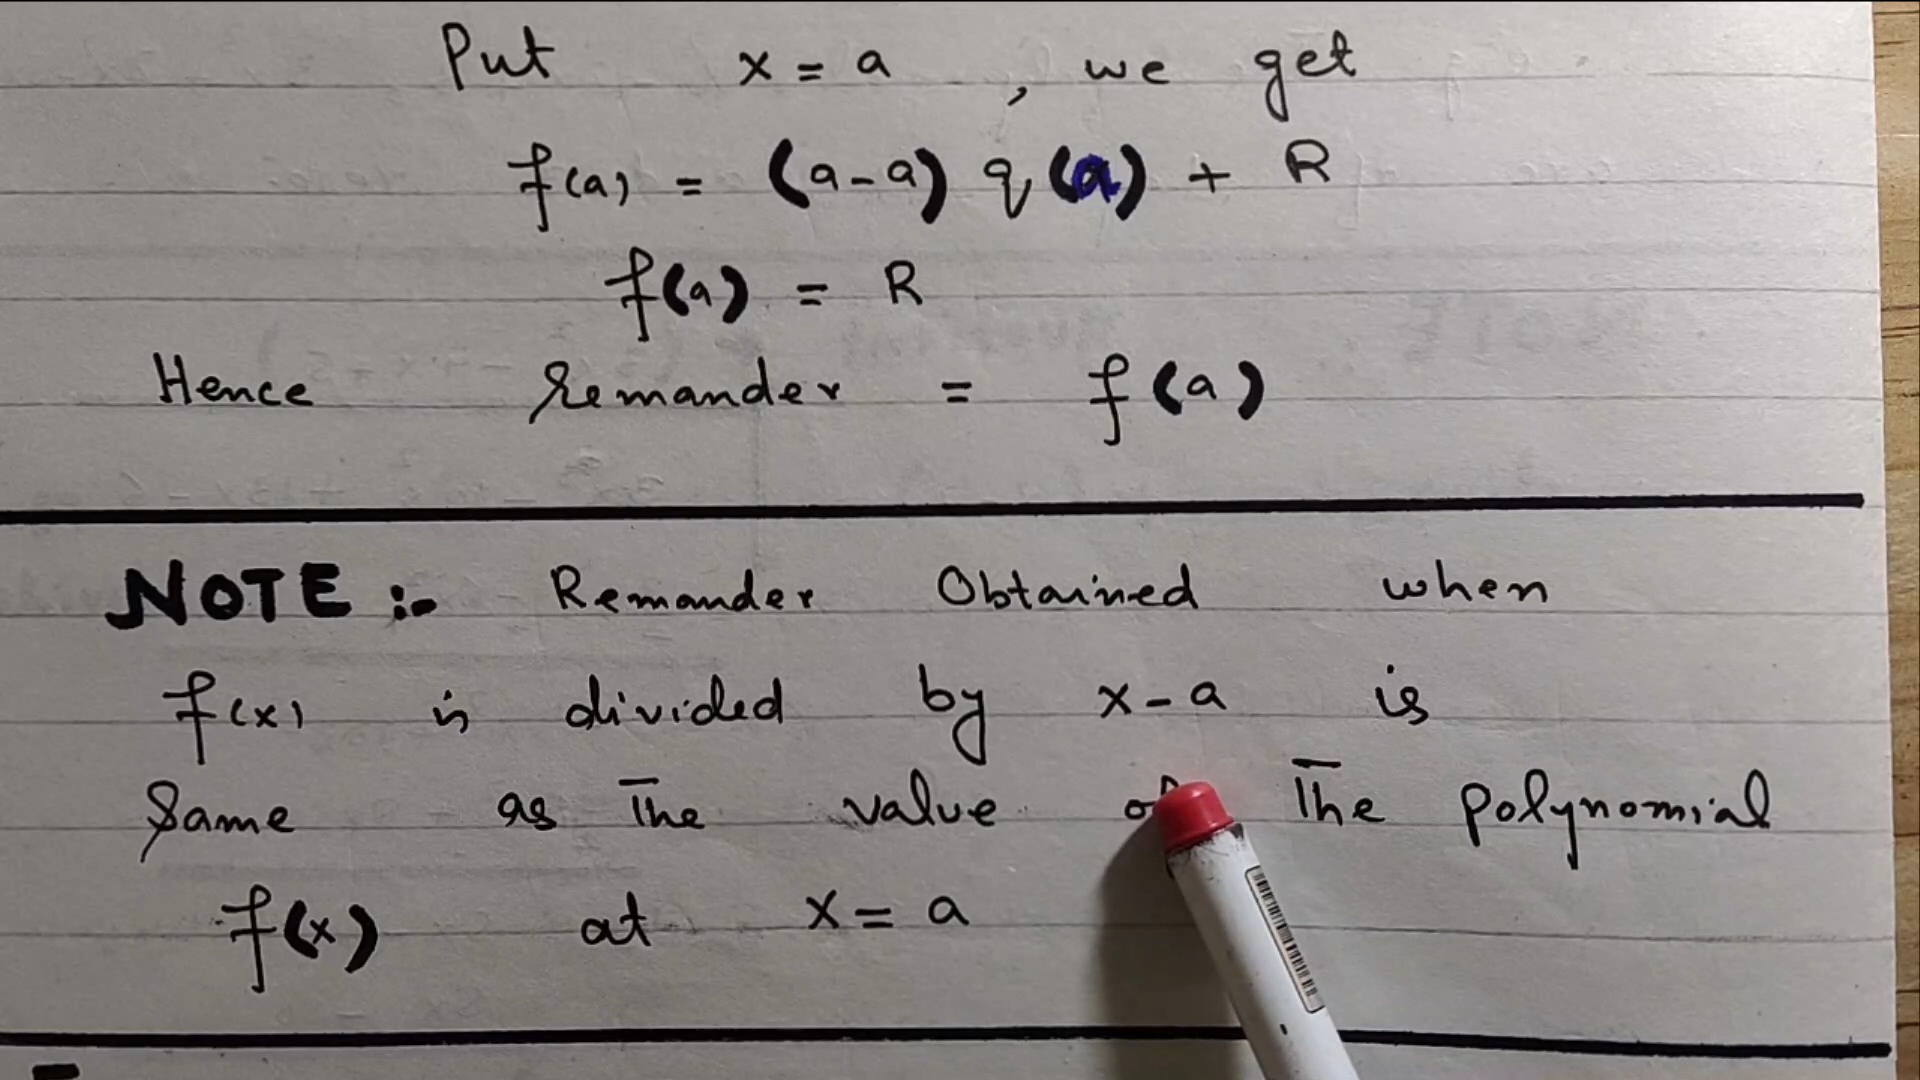 Put x = a , we get
f(a) = (a-a) q(a) + R
f(a) = R
Hence remander = f(a)
NOTE :- Remander Obtained when
f(x) is divided by x-a is
Same as The value of The polynomial
f(x) at x = a